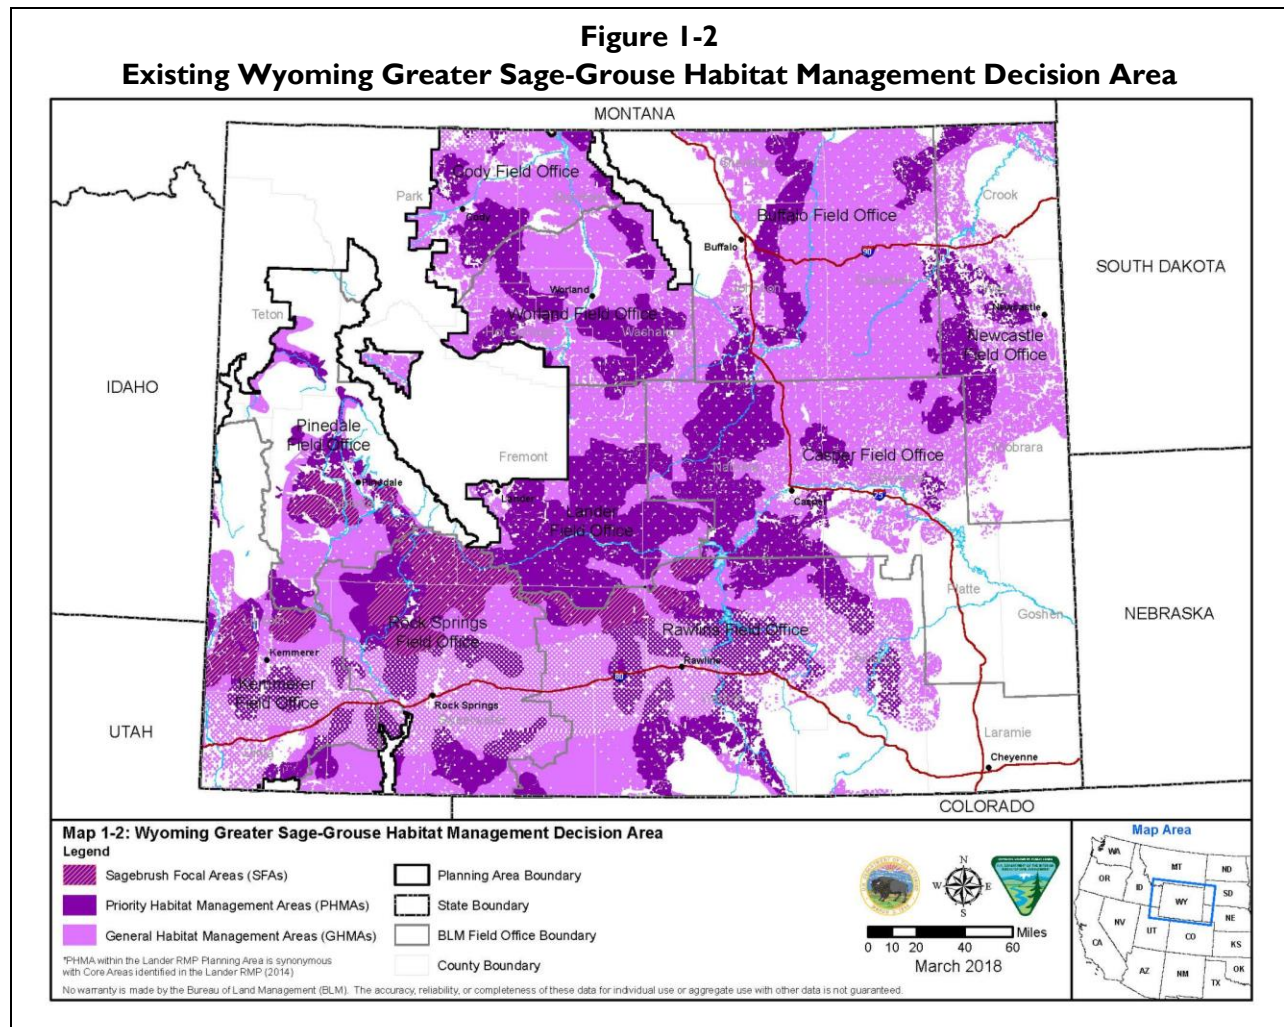 Figure 1-2
Existing Wyoming Greater Sage-Grouse Habitat Management Decision Area
MONTANA
SOUTH DAKOTA
IDAHO
NEBRASKA
UTAH
COLORADO
Cody Field Office
Park
Cody
Crook
Buffalo Field Office
Buffalo
90
Teton
Worland
Worland Field Office
Washakie
Johnson
Newcastle
Newcastle
Field Office
Pinedale
Field Office
Pinedale
Fremont
Lander
Lander
Field Office
Natrona
Casper Field Office
Casper
25
Niobrara
Platte
Goshen
Rock Springs
Field Office
Rawlins Field Office
Kemmerer
Kemmerer
Field Office
Rawlins
80
Rock Springs
Laramie
Cheyenne
Map 1-2: Wyoming Greater Sage-Grouse Habitat Management Decision Area
Legend
Sagebrush Focal Areas (SFAs)
Priority Habitat Management Areas (PHMAs)
General Habitat Management Areas (GHMAs)
*PHMA within the Lander RMP Planning Area is synonymous
with Core Areas identified in the Lander RMP (2014)
Planning Area Boundary
State Boundary
BLM Field Office Boundary
County Boundary
N
W E
S
0 10 20 40 60 Miles
March 2018
No warranty is made by the Bureau of Land Management (BLM). The accuracy, reliability, or completeness of these data for individual use or aggregate use with other data is not guaranteed.
Map Area
WA
MT
ND
OR
ID
SD
WY
NE
NV
UT
CO
CA
KS
AZ
NM
OK
TX